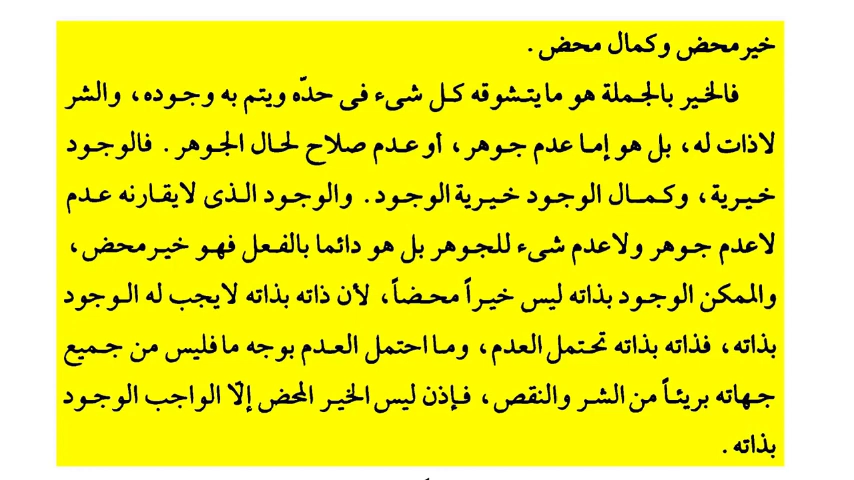 خير محض وكمال محض .
فالخير بالجملة هو ما يتشوقه كل شىء فى حدّه ويتم به وجوده، والشر
لاذات له، بل هو إما عدم جوهر، أو عدم صلاح لحال الجوهر. فالوجود
خيرية، وكمال الوجود خيرية الوجود. والوجود الذى لايقارنه عدم
لاعدم جوهر ولاعدم شىء للجوهر بل هو دائما بالفعل فهو خير محض،
والممكن الوجود بذاته ليس خيراً محضاً، لأن ذاته بذاته لايجب له الوجود
بذاته، فذاته بذاته تحتمل العدم، وما احتمل العدم بوجه ما فليس من جميع
جهاته بريئاً من الشر والنقص، فإذن ليس الخير المحض إلّا الواجب الوجود
بذاته .